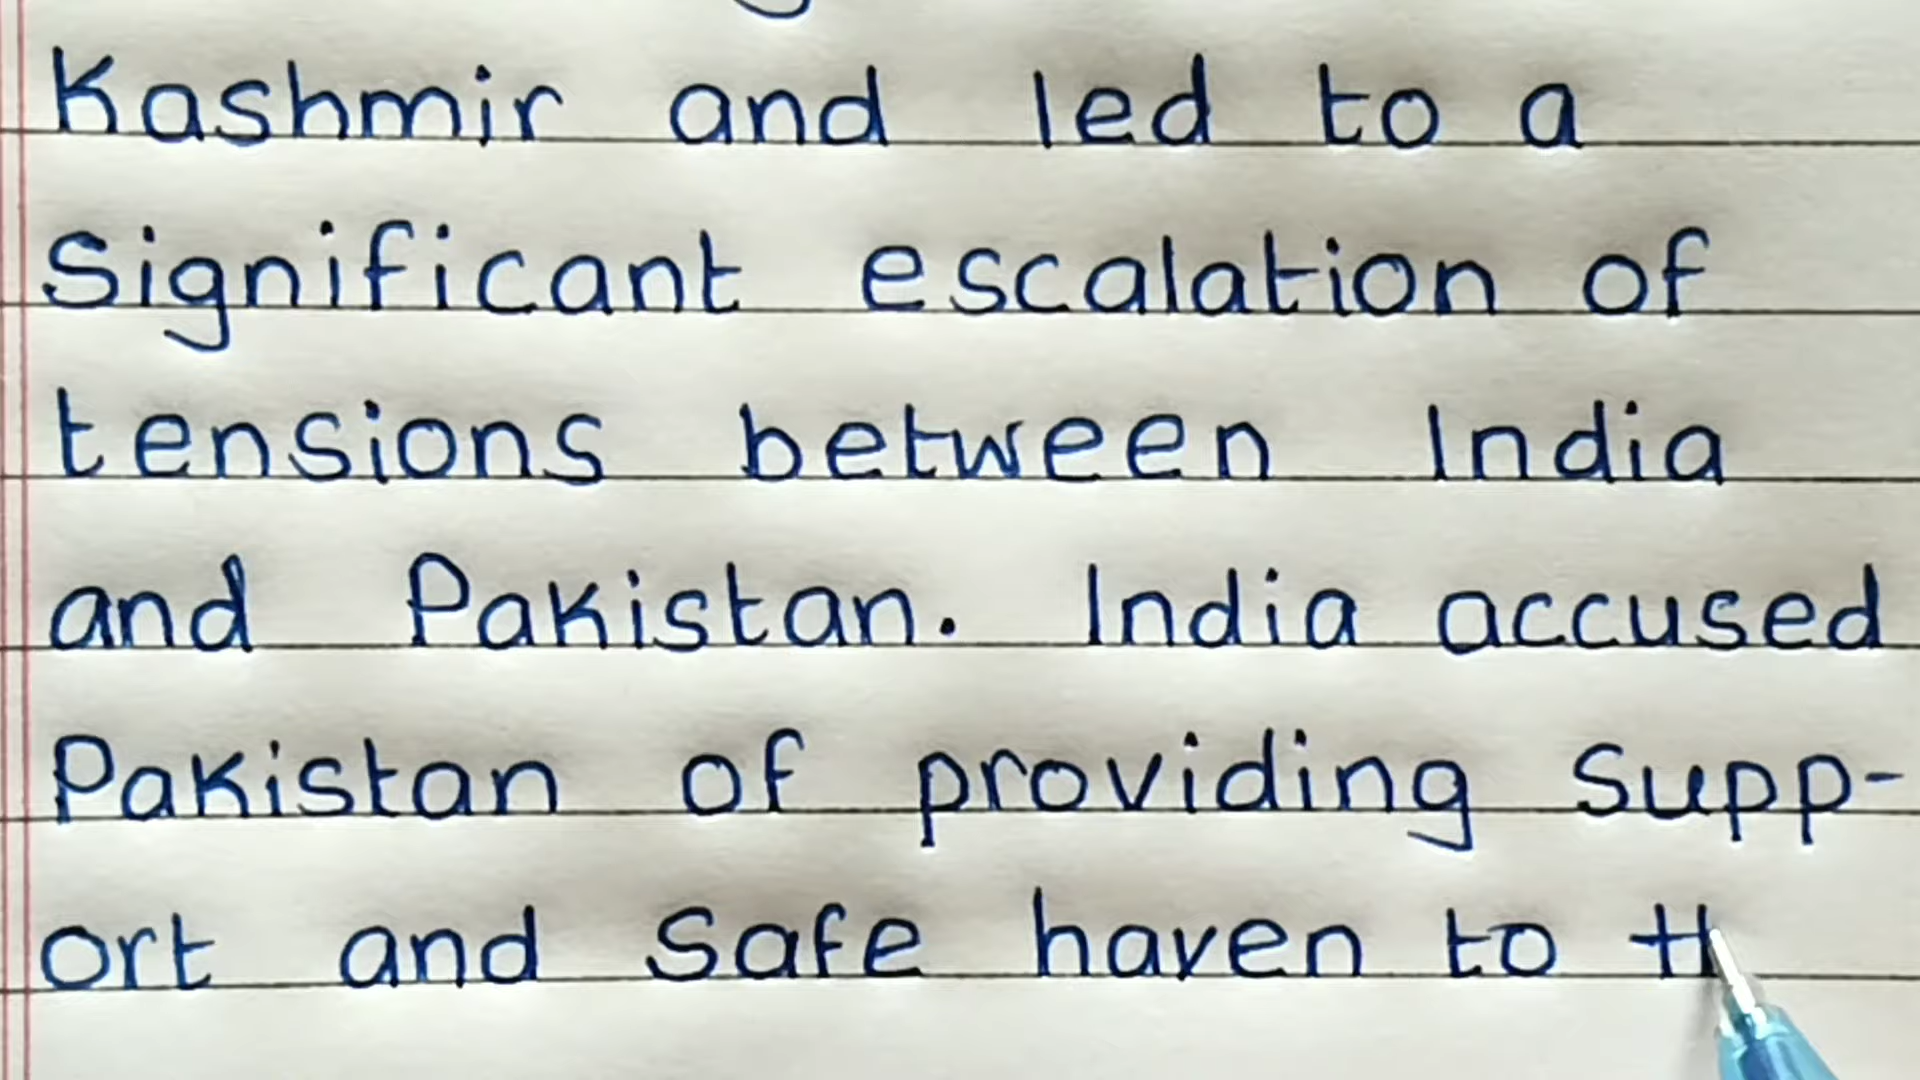 Kashmir and led to a
Significant escalation of
tensions between India
and Pakistan. India accused
Pakistan of providing Supp-
ort and Safe haven to th